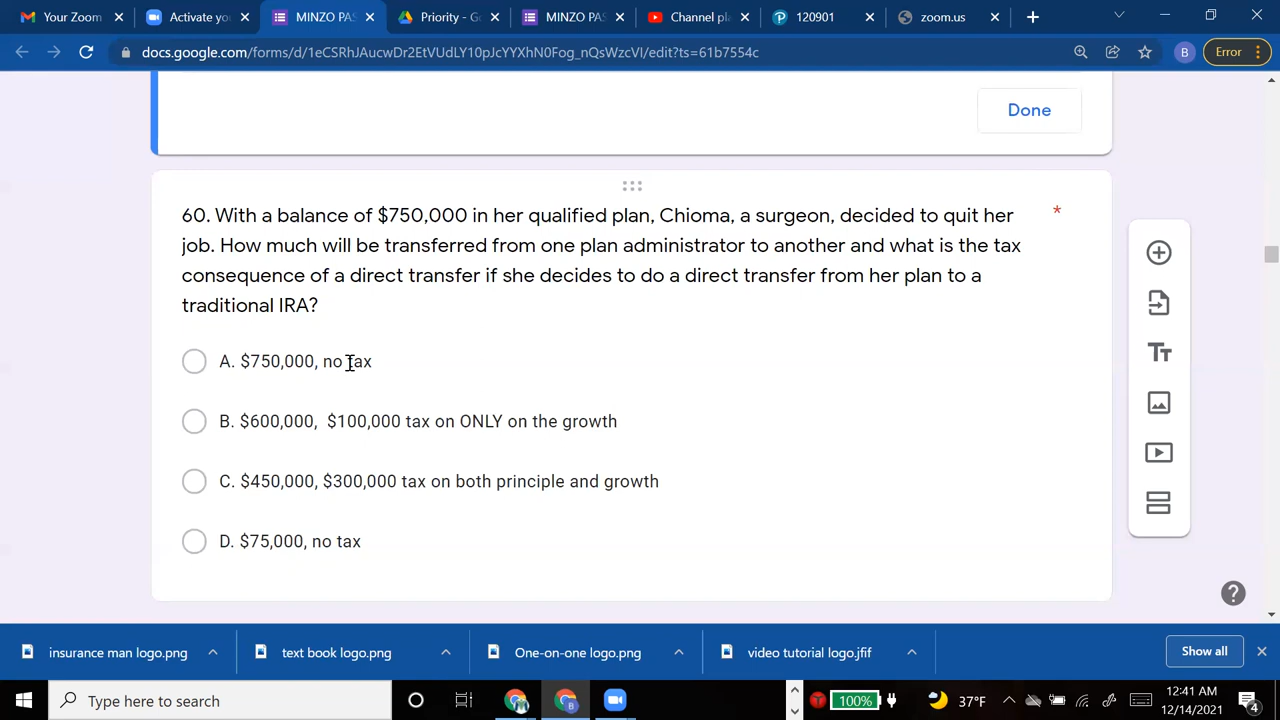 Your Zoom
Activate you
MINZO PAS
Priority - Go
MINZO PAS
Channel pla
120901
zoom.us
docs.google.com/forms/d/1eCSRhJAucwDr2EtVUdLY10pJcYYXhN0Fog_nQsWzcVI/edit?ts=61b7554c
B
Error
Done
60. With a balance of $750,000 in her qualified plan, Chioma, a surgeon, decided to quit her *
job. How much will be transferred from one plan administrator to another and what is the tax
consequence of a direct transfer if she decides to do a direct transfer from her plan to a
traditional IRA?
A. $750,000, no tax
B. $600,000, $100,000 tax on ONLY on the growth
C. $450,000, $300,000 tax on both principle and growth
D. $75,000, no tax
insurance man logo.png
text book logo.png
One-on-one logo.png
video tutorial logo.jfif
Show all
Type here to search
100%
37°F
12:41 AM
12/14/2021
4